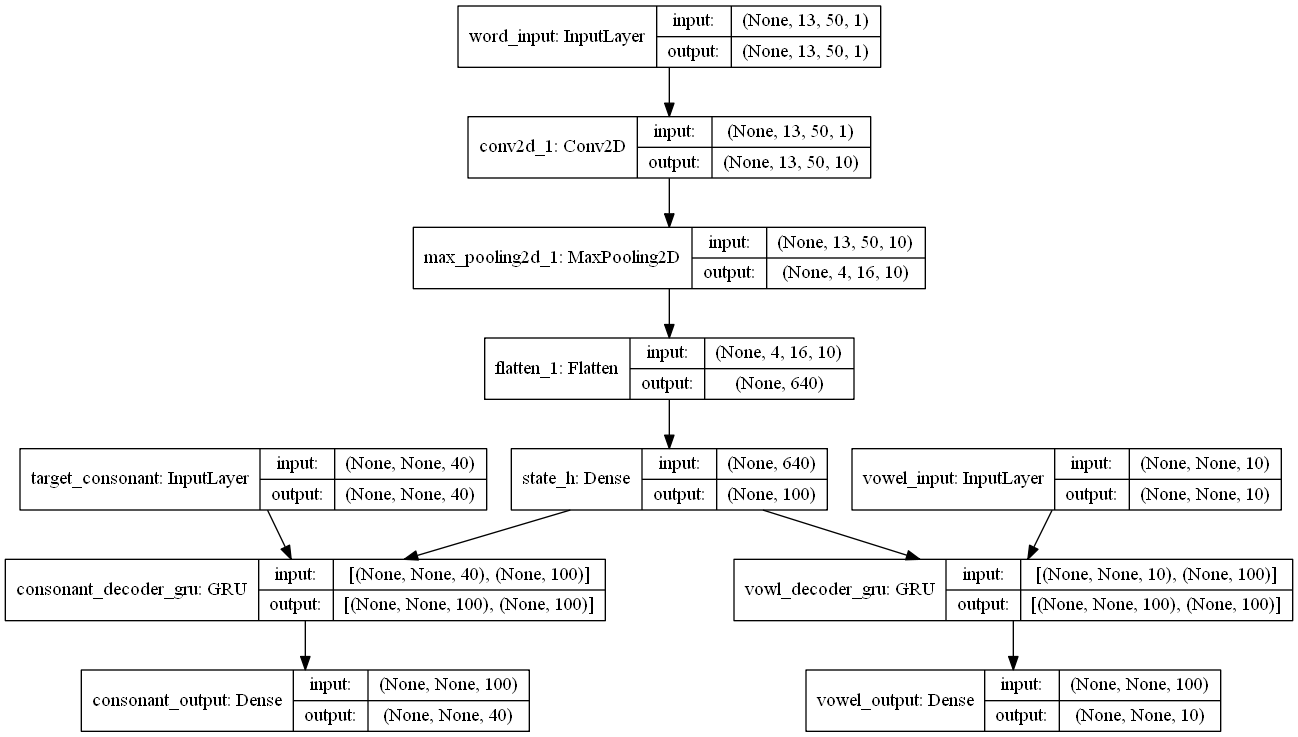 word_input: InputLayer
input: (None, 13, 50, 1)
output: (None, 13, 50, 1)
conv2d_1: Conv2D
input: (None, 13, 50, 1)
output: (None, 13, 50, 10)
max_pooling2d_1: MaxPooling2D
input: (None, 13, 50, 10)
output: (None, 4, 16, 10)
flatten_1: Flatten
input: (None, 4, 16, 10)
output: (None, 640)
target_consonant: InputLayer
input: (None, None, 40)
output: (None, None, 40)
state_h: Dense
input: (None, 640)
output: (None, 100)
vowel_input: InputLayer
input: (None, None, 10)
output: (None, None, 10)
consonant_decoder_gru: GRU
input: [(None, None, 40), (None, 100)]
output: [(None, None, 100), (None, 100)]
vowl_decoder_gru: GRU
input: [(None, None, 10), (None, 100)]
output: [(None, None, 100), (None, 100)]
consonant_output: Dense
input: (None, None, 100)
output: (None, None, 40)
vowel_output: Dense
input: (None, None, 100)
output: (None, None, 10)